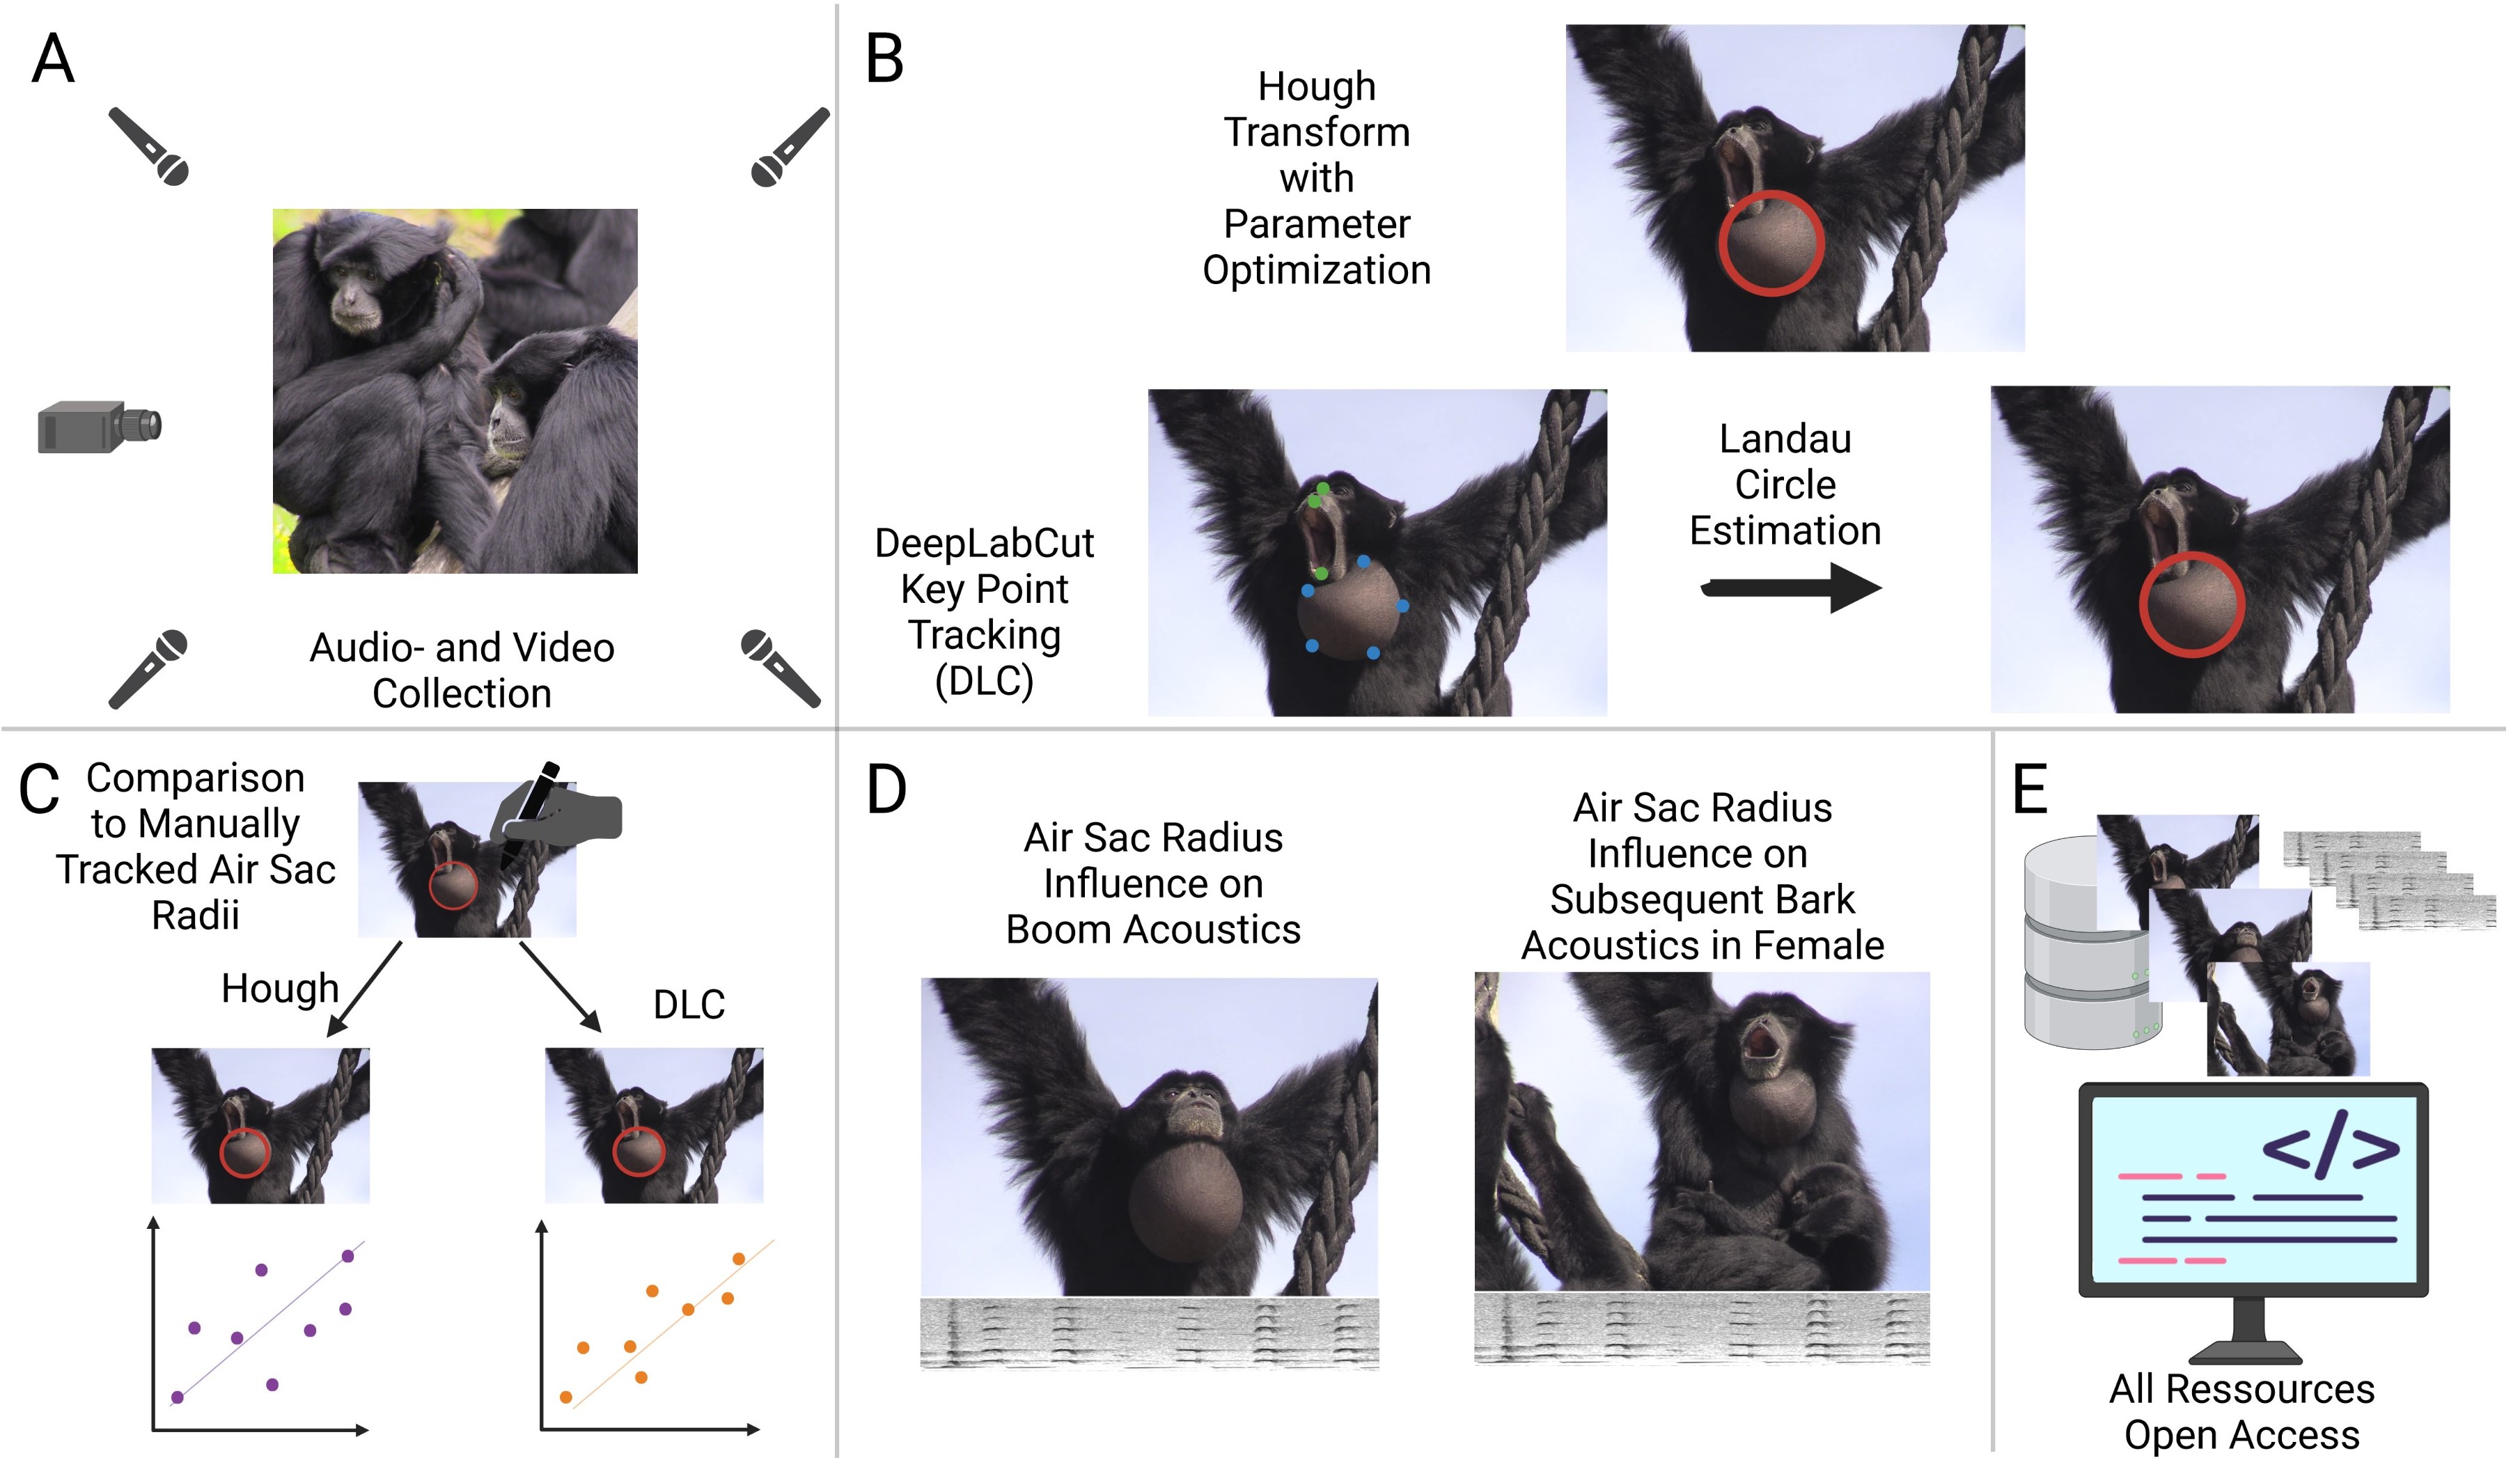 A
Audio- and Video
Collection
B
Hough
Transform
with
Parameter
Optimization
DeepLabCut
Key Point
Tracking
(DLC)
Landau
Circle
Estimation
C
Comparison
to Manually
Tracked Air Sac
Radii
Hough
DLC
D
Air Sac Radius
Influence on
Boom Acoustics
Air Sac Radius
Influence on
Subsequent Bark
Acoustics in Female
E
</>
All Ressources
Open Access